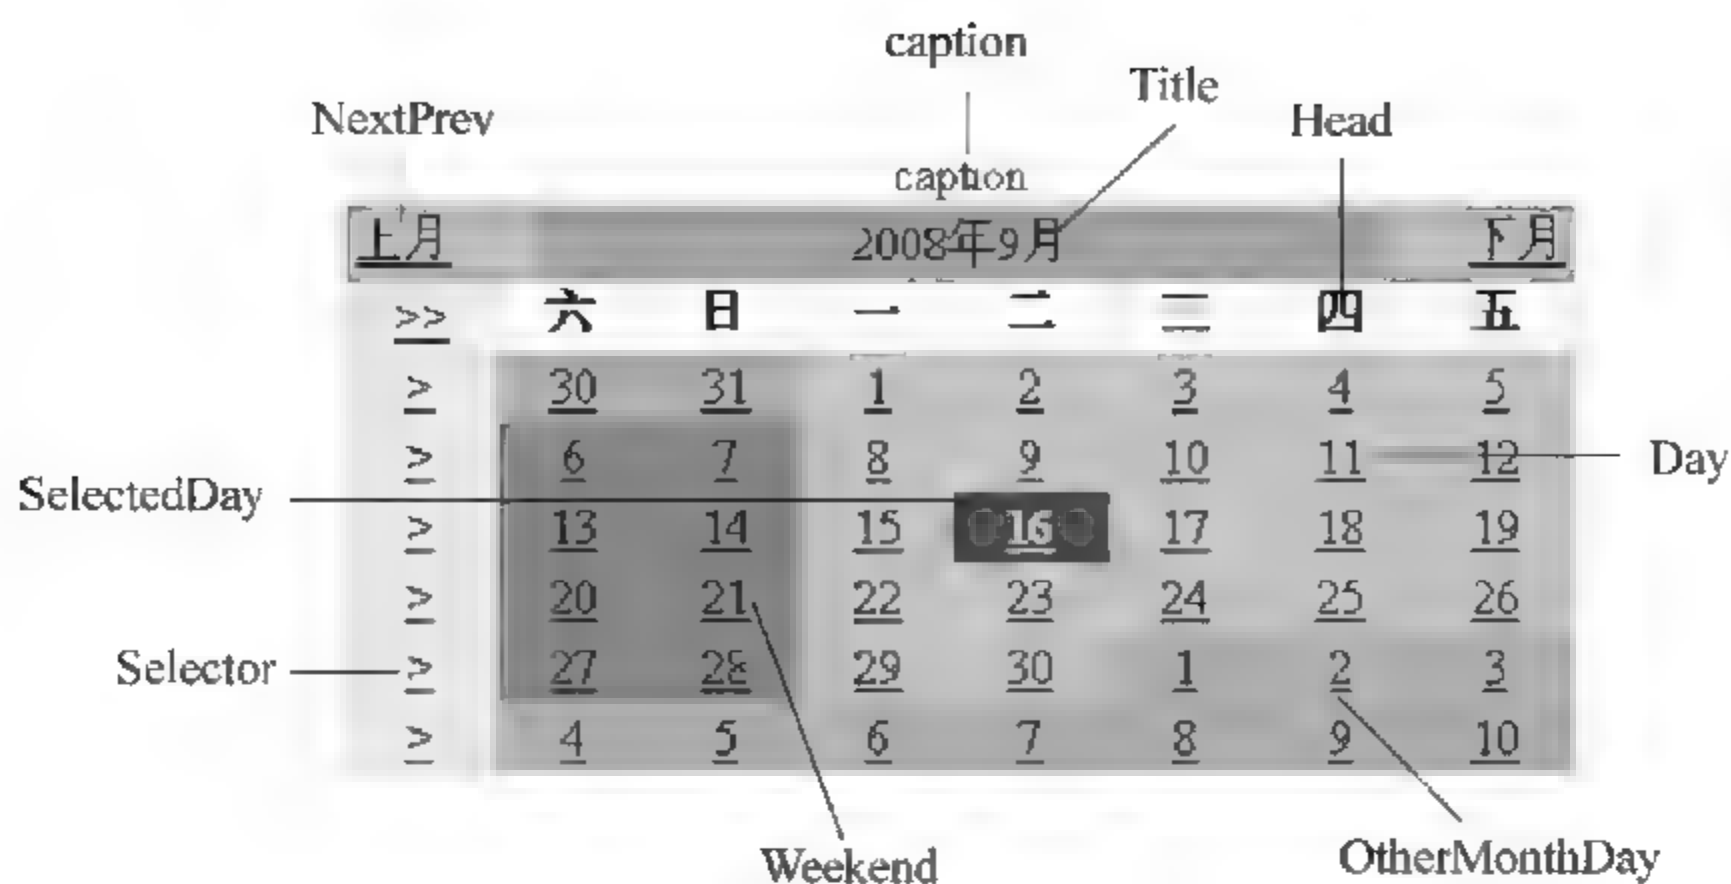 caption
Title
NextPrev
Head
caption
上月 2008年9月 下月
>> 六 日 一 二 三 四 五
> 30 31 1 2 3 4 5
> 6 7 8 9 10 11 12
Day
SelectedDay
> 13 14 15 16 17 18 19
> 20 21 22 23 24 25 26
Selector
> 27 28 29 30 1 2 3
> 4 5 6 7 8 9 10
Weekend
OtherMonthDay